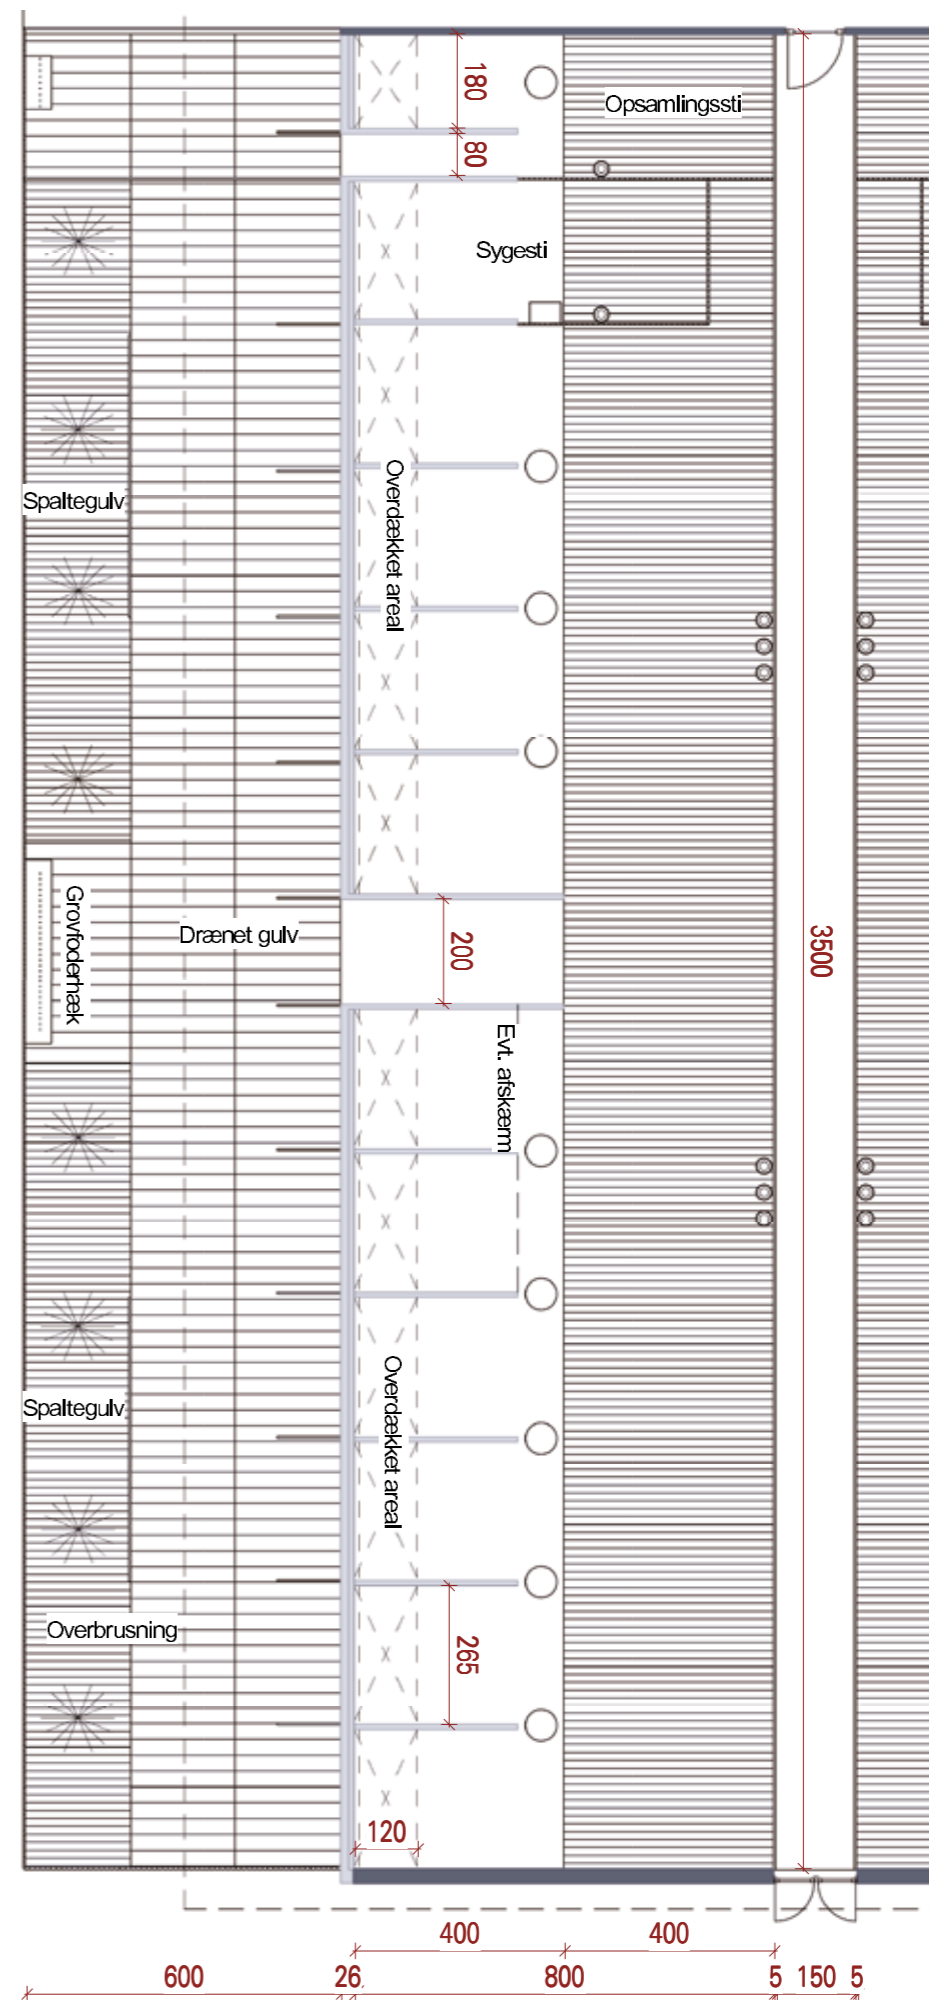 180
Opsamlingssti
80
Sygesti
Overdækket areal
Spaltegulv
Grovfoderhæk
Drænet gulv
200
3500
Evt. afskærm
Overdækket areal
Spaltegulv
Overbrusning
265
120
400 400
600 26 800 5 150 5